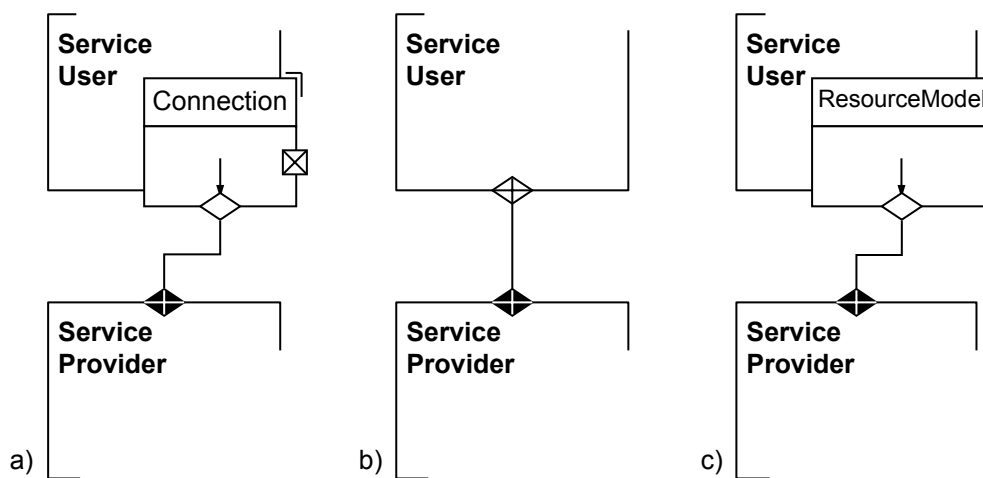 Service
User
Connection
Service
Provider
a)
Service
User
Service
Provider
b)
Service
User
ResourceModel
Service
Provider
c)